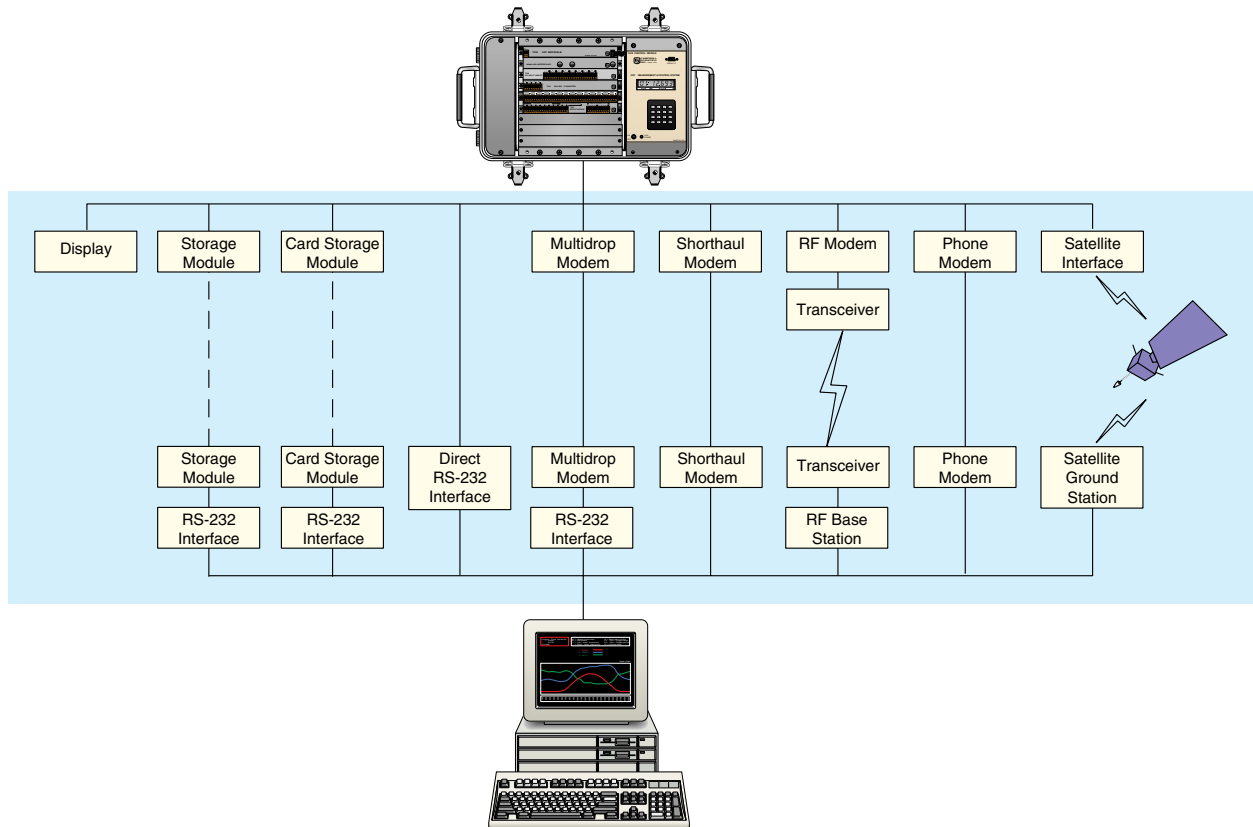 Display
Storage
Module
Card Storage
Module
Multidrop
Modem
Shorthaul
Modem
RF Modem
Phone
Modem
Satellite
Interface
Transceiver
Storage
Module
Card Storage
Module
Direct
RS-232
Interface
Multidrop
Modem
Shorthaul
Modem
Transceiver
Phone
Modem
Satellite
Ground
Station
RS-232
Interface
RS-232
Interface
RS-232
Interface
RF Base
Station